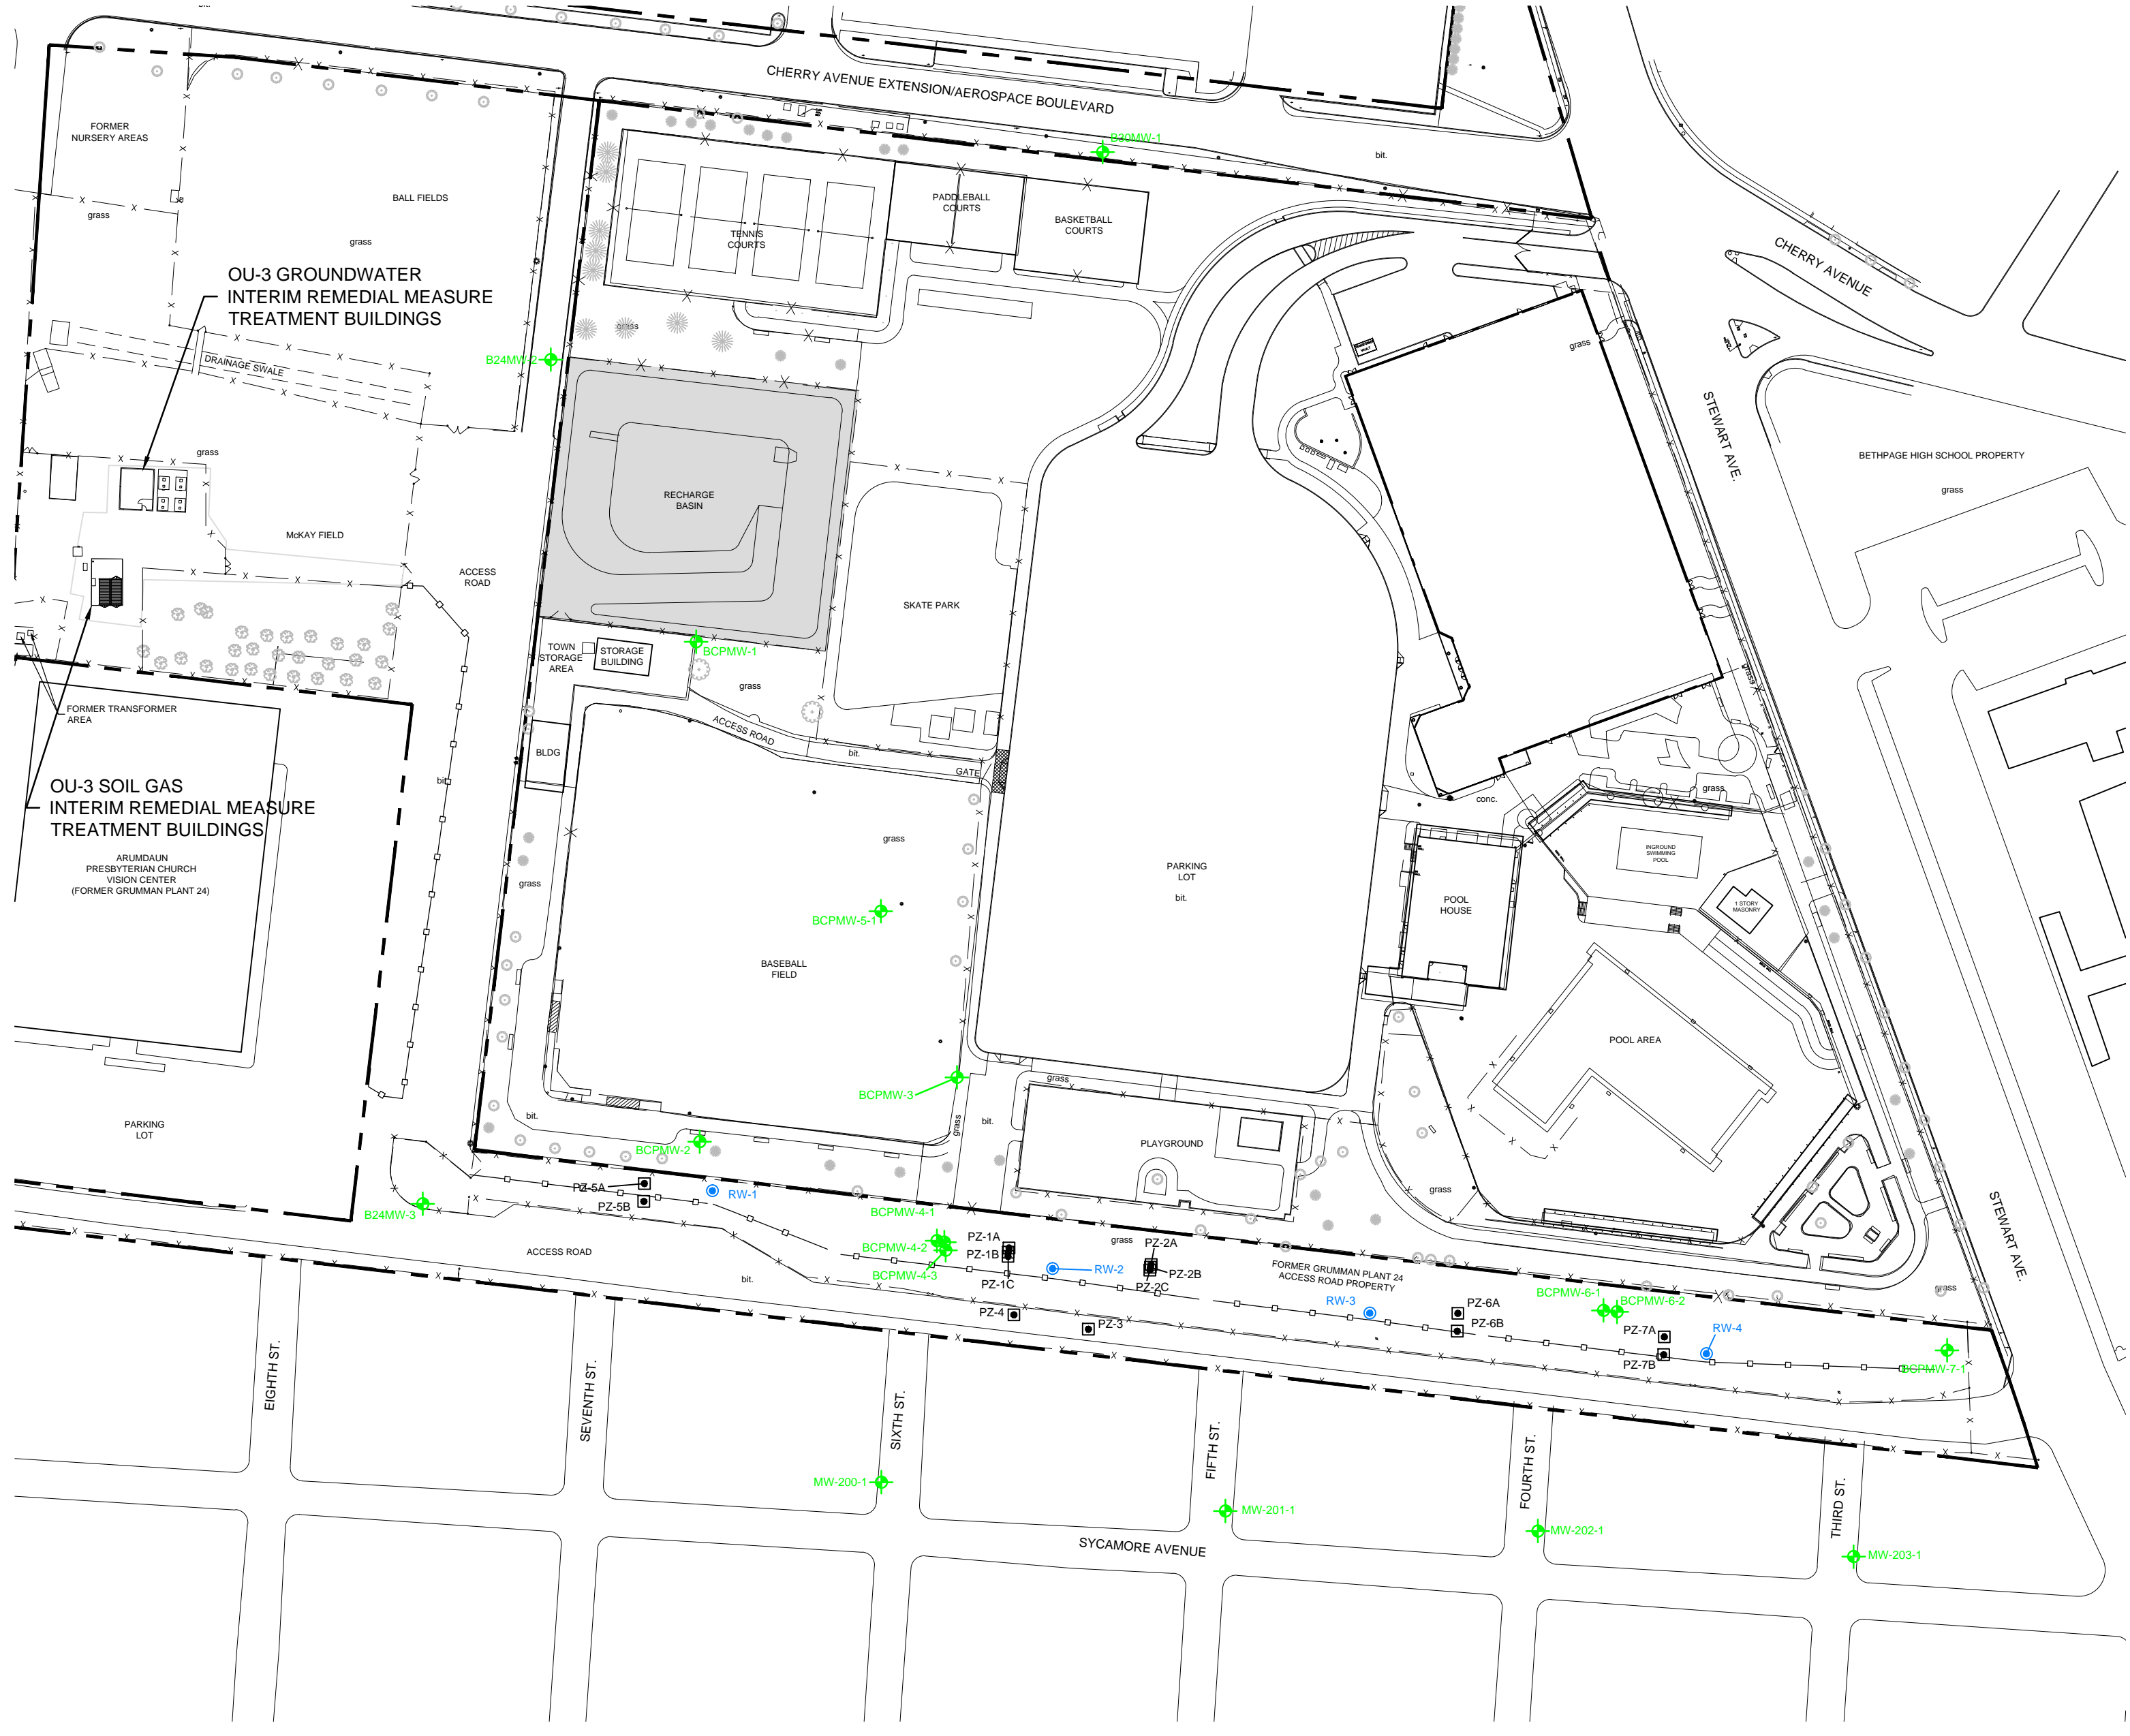 bit.
CHERRY AVENUE EXTENSION/AEROSPACE BOULEVARD
FORMER
NURSERY AREAS
B30MW-1
bit.
BALL FIELDS
grass
grass
PADDLEBALL
COURTS
BASKETBALL
COURTS
TENNIS
COURTS
CHERRY AVENUE
OU-3 GROUNDWATER
INTERIM REMEDIAL MEASURE
TREATMENT BUILDINGS
grass
grass
B24MW-2
DRAINAGE SWALE
STEWART AVE.
BETHPAGE HIGH SCHOOL PROPERTY
grass
grass
RECHARGE
BASIN
McKAY FIELD
ACCESS
ROAD
SKATE PARK
TOWN
STORAGE
AREA
STORAGE
BUILDING
BCPMW-1
grass
grass
FORMER TRANSFORMER
AREA
ACCESS ROAD
bit.
BLDG
GATE
bit.
OU-3 SOIL GAS
INTERIM REMEDIAL MEASURE
TREATMENT BUILDINGS
conc.
grass
ARUMDAUN
PRESBYTERIAN CHURCH
VISION CENTER
(FORMER GRUMMAN PLANT 24)
grass
grass
INGROUND
SWIMMING
POOL
PARKING
LOT
bit.
POOL
HOUSE
1 STORY
MASONRY
BCPMW-5-1
BASEBALL
FIELD
POOL AREA
BCPMW-3
grass
grass
bit.
bit.
PARKING
LOT
PLAYGROUND
BCPMW-2
grass
PZ-5A
PZ-5B
RW-1
B24MW-3
STEWART AVE.
BCPMW-4-1
BCPMW-4-2
BCPMW-4-3
PZ-1A
PZ-1B
PZ-1C
grass
PZ-2A
PZ-2B
PZ-2C
RW-2
ACCESS ROAD
bit.
FORMER GRUMMAN PLANT 24
ACCESS ROAD PROPERTY
grass
RW-3
PZ-6A
PZ-6B
BCPMW-6-1
BCPMW-6-2
PZ-4
PZ-3
PZ-7A
PZ-7B
RW-4
BCPMW-7-1
EIGHTH ST.
SEVENTH ST.
SIXTH ST.
FIFTH ST.
FOURTH ST.
THIRD ST.
MW-200-1
MW-201-1
MW-202-1
MW-203-1
SYCAMORE AVENUE